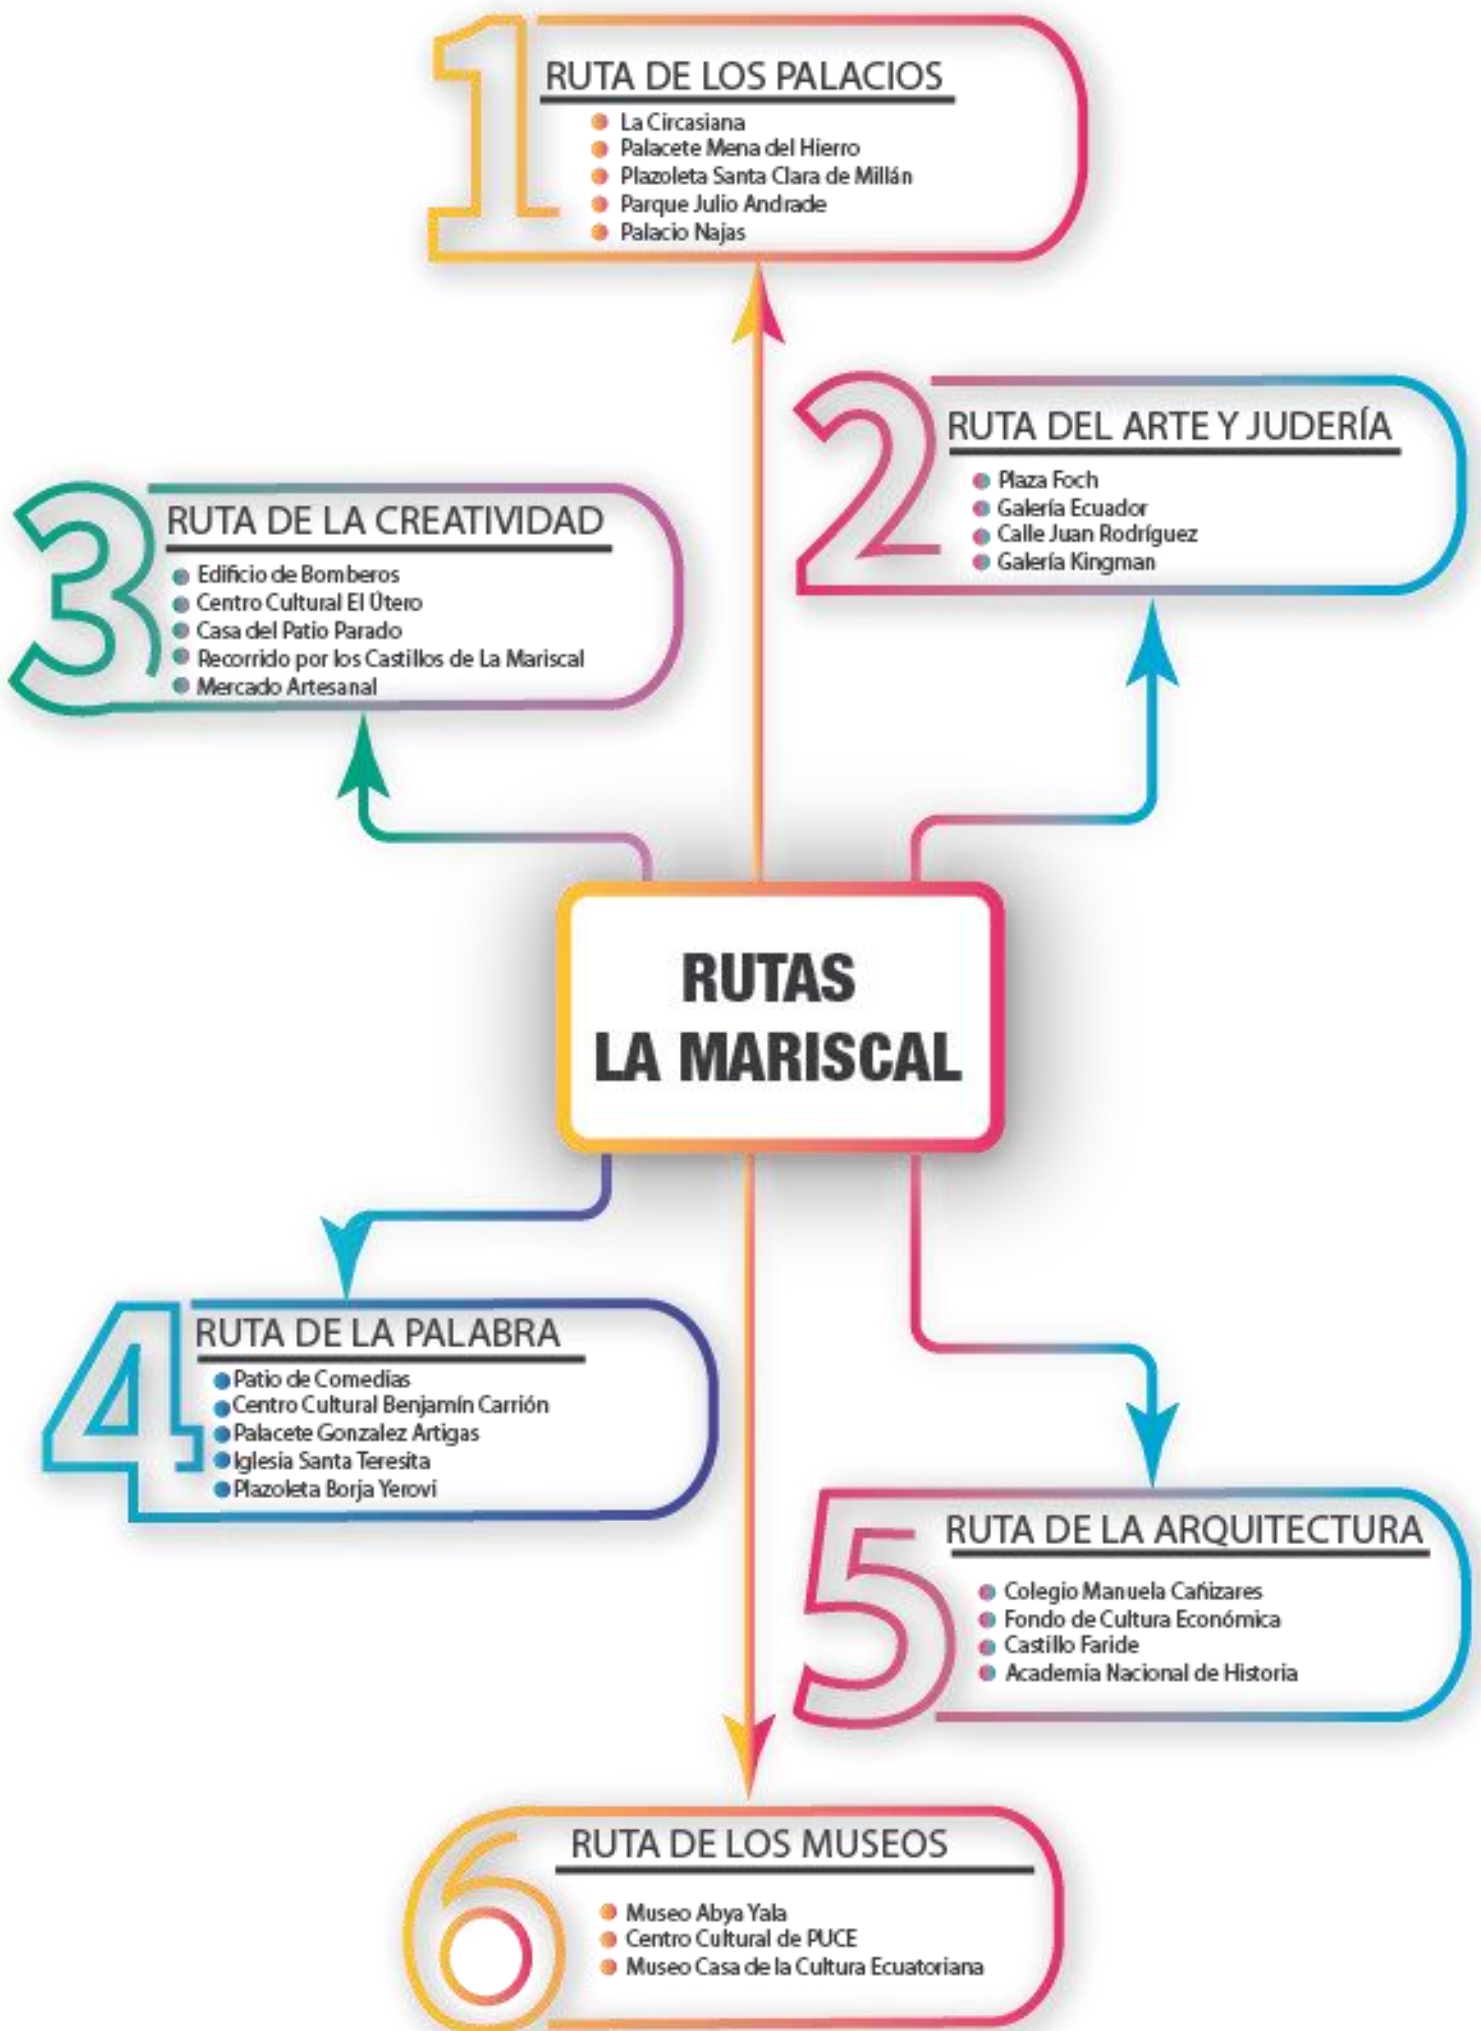 1
RUTA DE LOS PALACIOS
La Circasiana
Palacete Mena del Hierro
Plazoleta Santa Clara de Millán
Parque Julio Andrade
Palacio Najas
2
RUTA DEL ARTE Y JUDERÍA
Plaza Foch
Galería Ecuador
Calle Juan Rodríguez
Galería Kingman
3
RUTA DE LA CREATIVIDAD
Edificio de Bomberos
Centro Cultural El Útero
Casa del Patio Parado
Recorrido por los Castillos de La Mariscal
Mercado Artesanal
RUTAS
LA MARISCAL
4
RUTA DE LA PALABRA
Patio de Comedias
Centro Cultural Benjamín Carrión
Palacete Gonzalez Artigas
Iglesia Santa Teresita
Plazoleta Borja Yerovi
5
RUTA DE LA ARQUITECTURA
Colegio Manuela Cañizares
Fondo de Cultura Económica
Castillo Faride
Academia Nacional de Historia
6
RUTA DE LOS MUSEOS
Museo Abya Yala
Centro Cultural de PUCE
Museo Casa de la Cultura Ecuatoriana